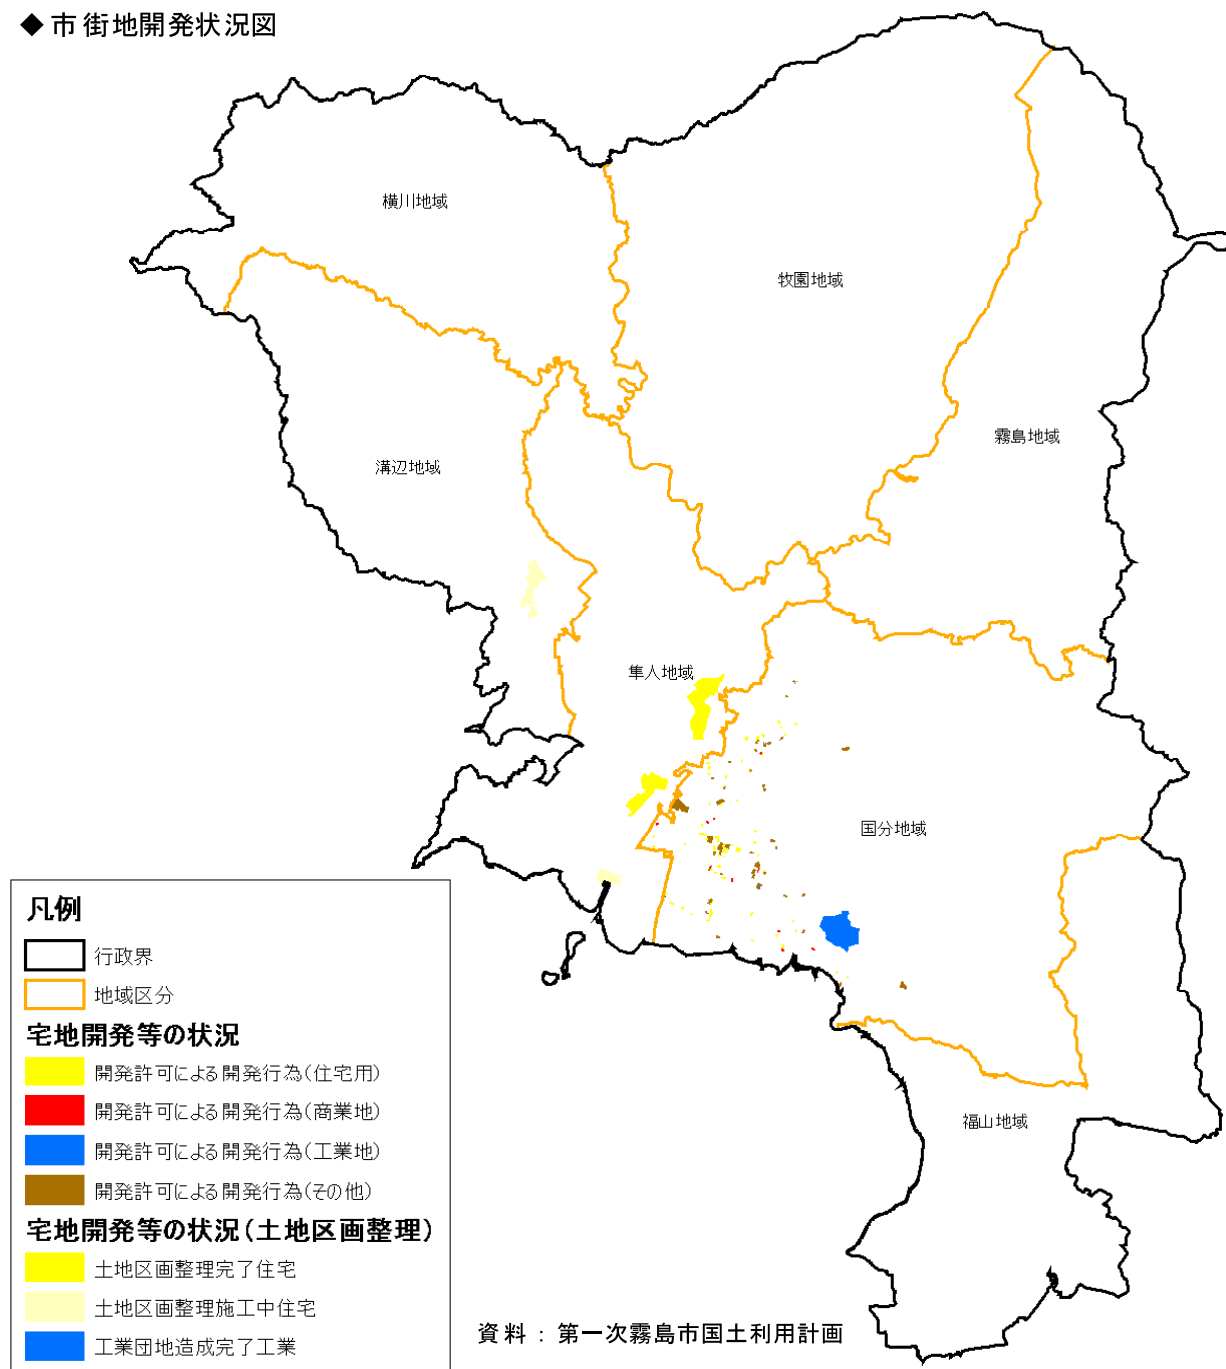 ◆ 市街地開発状況図
横川地域
牧園地域
霧島地域
溝辺地域
隼人地域
国分地域
福山地域
凡例
行政界
地域区分
宅地開発等の状況
開発許可による開発行為(住宅用)
開発許可による開発行為(商業地)
開発許可による開発行為(工業地)
開発許可による開発行為(その他)
宅地開発等の状況(土地区画整理)
土地区画整理完了住宅
土地区画整理施工中住宅
工業団地造成完了工業
資料：第一次霧島市国土利用計画